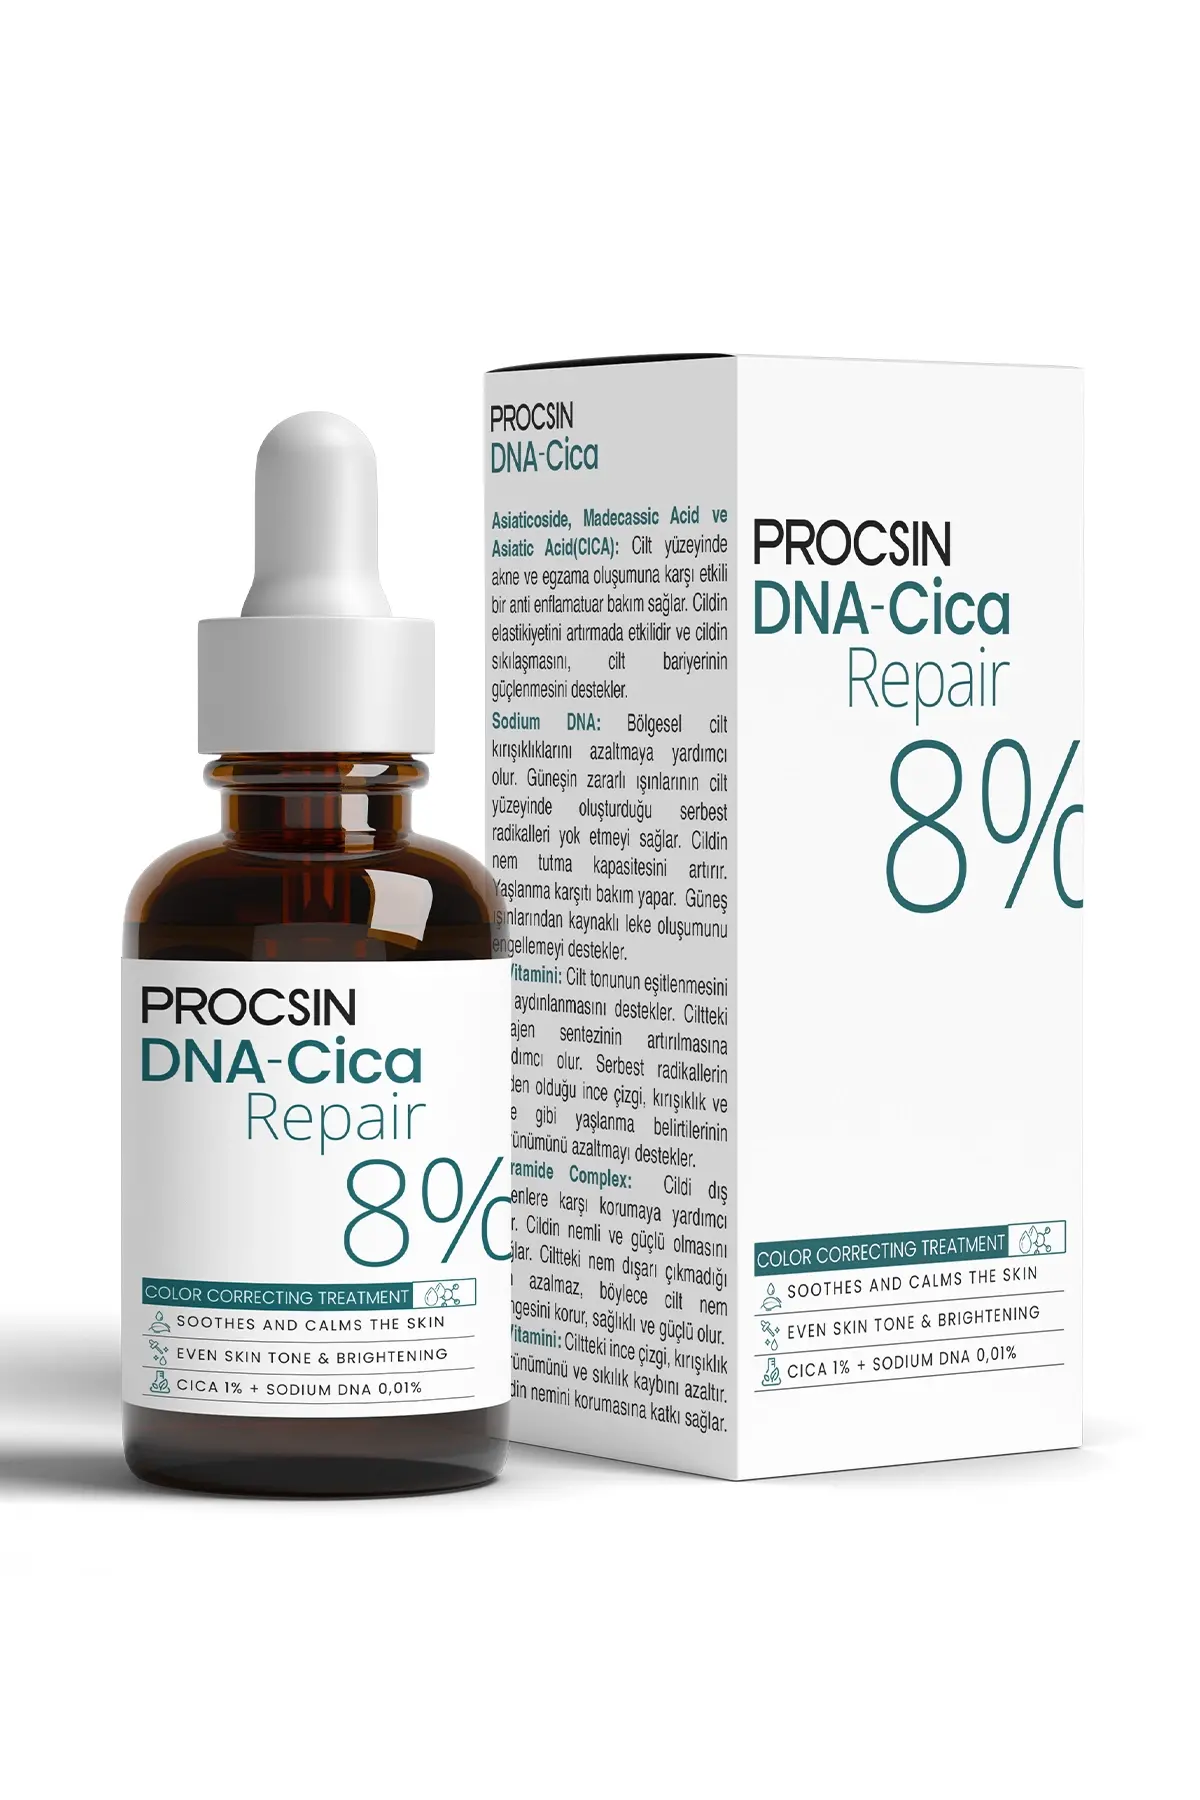 PROCSIN
DNA-Cica
Asiaticoside, Madecassic Acid ve
Asiatic Acid(CICA): Cilt yüzeyinde
akne ve egzama oluşumuna karşı etkili
bir anti enflamatuar bakım sağlar. Cildin
elastikiyetini artırmada etkilidir ve cildin
sıkılaşmasını, cilt bariyerinin
güçlenmesini destekler.
Sodium DNA: Bölgesel cilt
kırışıklıklarını azaltmaya yardımcı
olur. Güneşin zararlı ışınlarının cilt
yüzeyinde oluşturduğu serbest
radikalleri yok etmeyi sağlar. Cildin
nem tutma kapasitesini artırır.
Yaşlanma karşıtı bakım yapar. Güneş
ışınlarından kaynaklı leke oluşumunu
engellemeyi destekler.
Vitamini: Cilt tonunun eşitlenmesini
aydınlanmasını destekler. Ciltteki
sentezinin artırılmasına
olur. Serbest radikallerin
olduğu ince çizgi, kırışıklık ve
gibi yaşlanma belirtilerinin
azaltmayı destekler.
Complex: Cildi dış
karşı korumaya yardımcı
Cildin nemli ve güçlü olmasını
Ciltteki nem dışarı çıkmadığı
azalmaz, böylece cilt nem
korur, sağlıklı ve güçlü olur.
Vitamini: Ciltteki ince çizgi, kırışıklık
ve sıkılık kaybını azaltır.
nemini korumasına katkı sağlar.
PROCSIN
DNA-Cica
Repair
8%
COLOR CORRECTING TREATMENT
SOOTHES AND CALMS THE SKIN
EVEN SKIN TONE & BRIGHTENING
CICA 1% + SODIUM DNA 0,01%
PROCSIN
DNA-Cica
Repair
8%
COLOR CORRECTING TREATMENT
SOOTHES AND CALMS THE SKIN
EVEN SKIN TONE & BRIGHTENING
CICA 1% + SODIUM DNA 0,01%